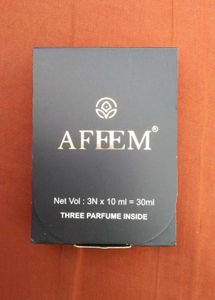 AFEEM®
Net Vol : 3N x 10 ml = 30ml
THREE PARFUME INSIDE